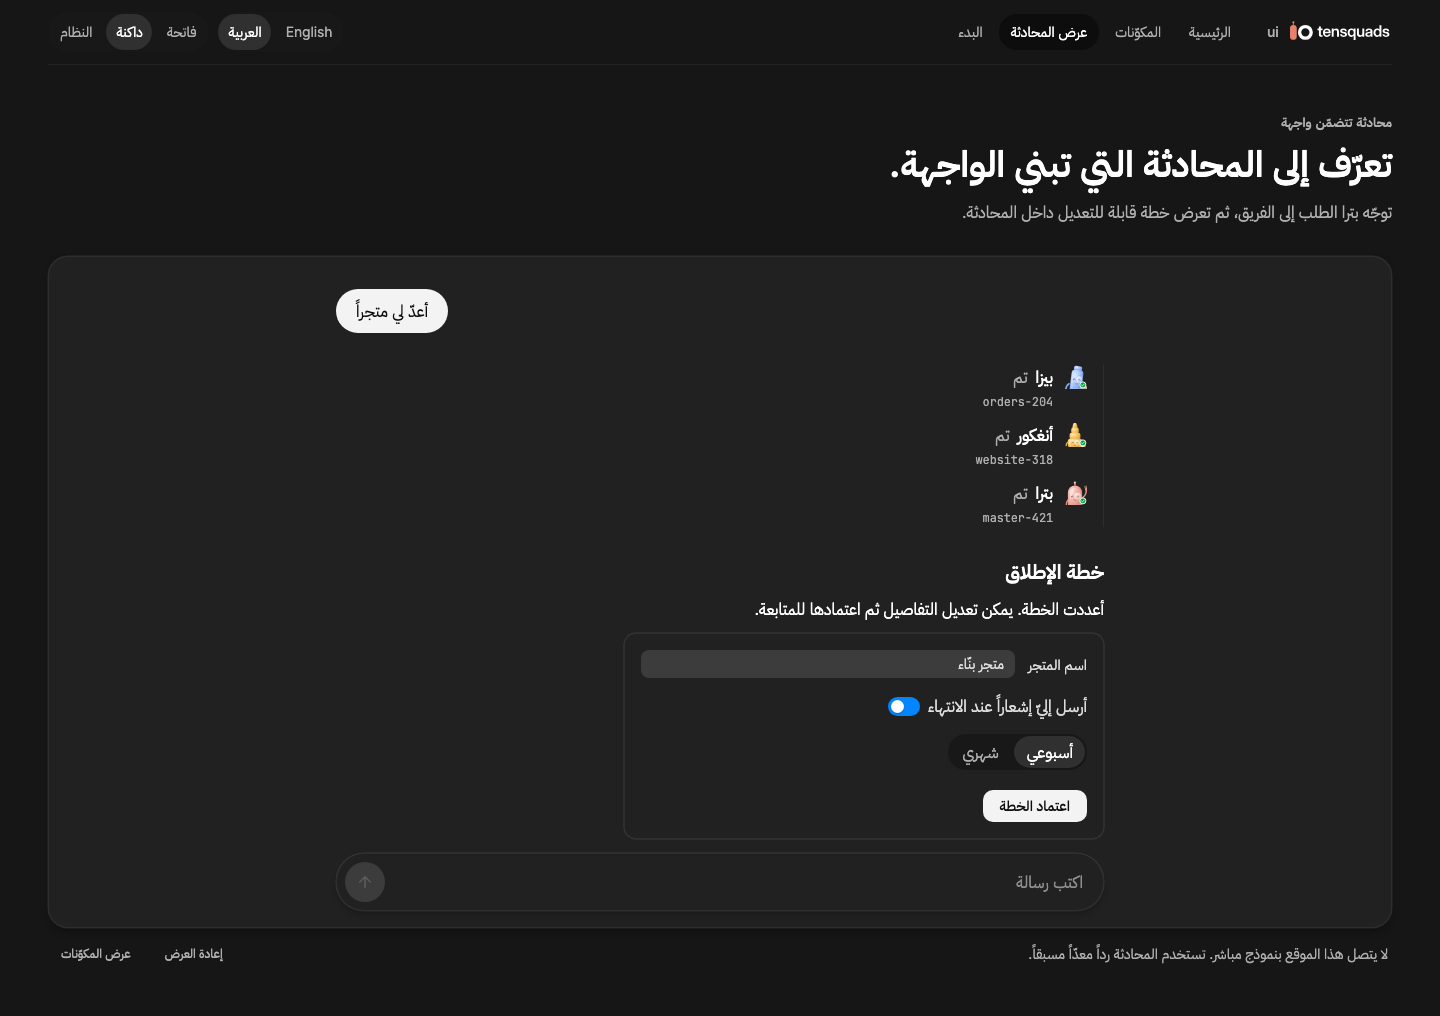 tensquads ui
الرئيسية
المكوّنات
عرض المحادثة
البدء
English
العربية
فاتحة
داكنة
النظام
محادثة تتضمّن واجهة
تعرّف إلى المحادثة التي تبني الواجهة.
توجّه بترا الطلب إلى الفريق، ثم تعرض خطة قابلة للتعديل داخل المحادثة.
أعدّ لي متجراً
بيزا تم
orders-204
أنغكور تم
website-318
بترا تم
master-421
خطة الإطلاق
أعددت الخطة. يمكن تعديل التفاصيل ثم اعتمادها للمتابعة.
اسم المتجر
متجر بنّاء
أرسل إليّ إشعاراً عند الانتهاء
أسبوعي
شهري
اعتماد الخطة
اكتب رسالة
لا يتصل هذا الموقع بنموذج مباشر. تستخدم المحادثة رداً معدّاً مسبقاً.
إعادة العرض
عرض المكوّنات